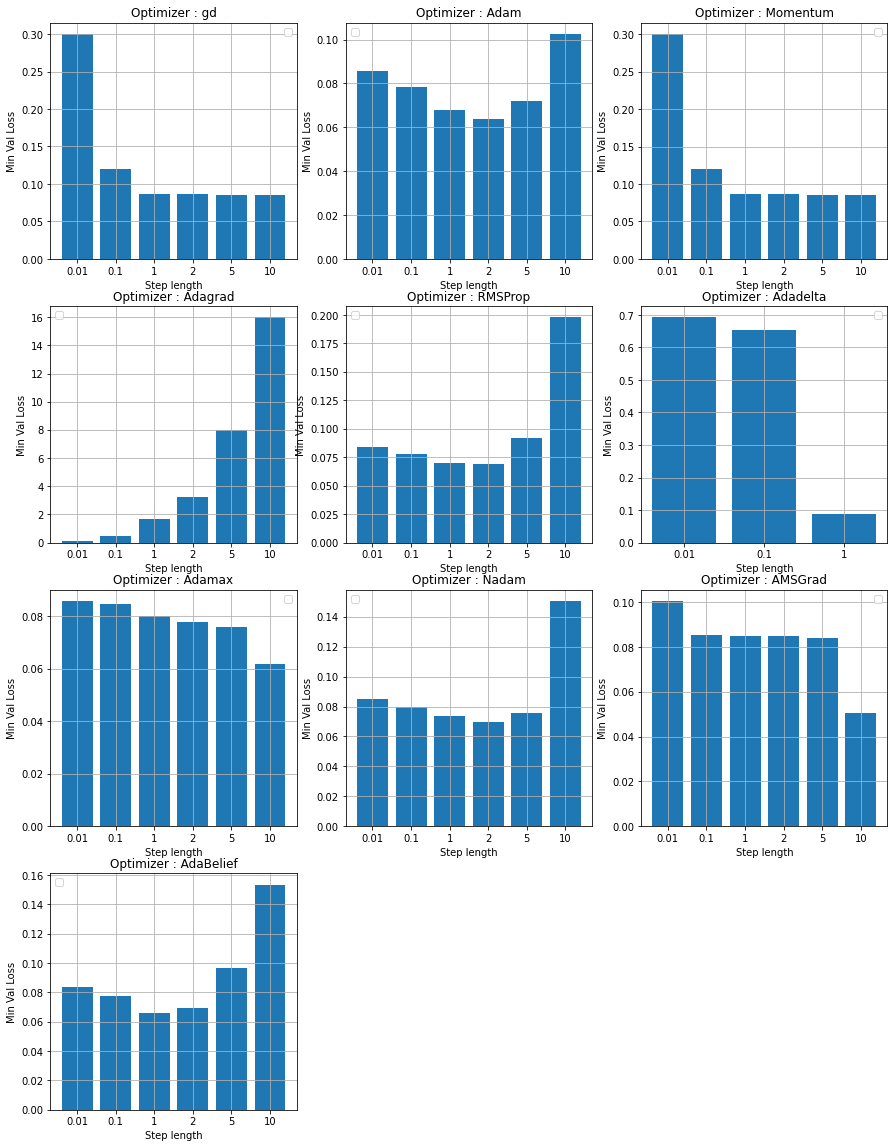 Optimizer : gd
Min Val Loss
0.30
0.25
0.20
0.15
0.10
0.05
0.00
0.01 0.1 1 2 5 10
Step length
Optimizer : Adam
Min Val Loss
0.10
0.08
0.06
0.04
0.02
0.00
0.01 0.1 1 2 5 10
Step length
Optimizer : Momentum
Min Val Loss
0.30
0.25
0.20
0.15
0.10
0.05
0.00
0.01 0.1 1 2 5 10
Step length
Optimizer : Adagrad
Min Val Loss
16
14
12
10
8
6
4
2
0
0.01 0.1 1 2 5 10
Step length
Optimizer : RMSProp
Min Val Loss
0.200
0.175
0.150
0.125
0.100
0.075
0.050
0.025
0.000
0.01 0.1 1 2 5 10
Step length
Optimizer : Adadelta
Min Val Loss
0.7
0.6
0.5
0.4
0.3
0.2
0.1
0.0
0.01 0.1 1
Step length
Optimizer : Adamax
Min Val Loss
0.08
0.06
0.04
0.02
0.00
0.01 0.1 1 2 5 10
Step length
Optimizer : Nadam
Min Val Loss
0.14
0.12
0.10
0.08
0.06
0.04
0.02
0.00
0.01 0.1 1 2 5 10
Step length
Optimizer : AMSGrad
Min Val Loss
0.10
0.08
0.06
0.04
0.02
0.00
0.01 0.1 1 2 5 10
Step length
Optimizer : AdaBelief
Min Val Loss
0.16
0.14
0.12
0.10
0.08
0.06
0.04
0.02
0.00
0.01 0.1 1 2 5 10
Step length